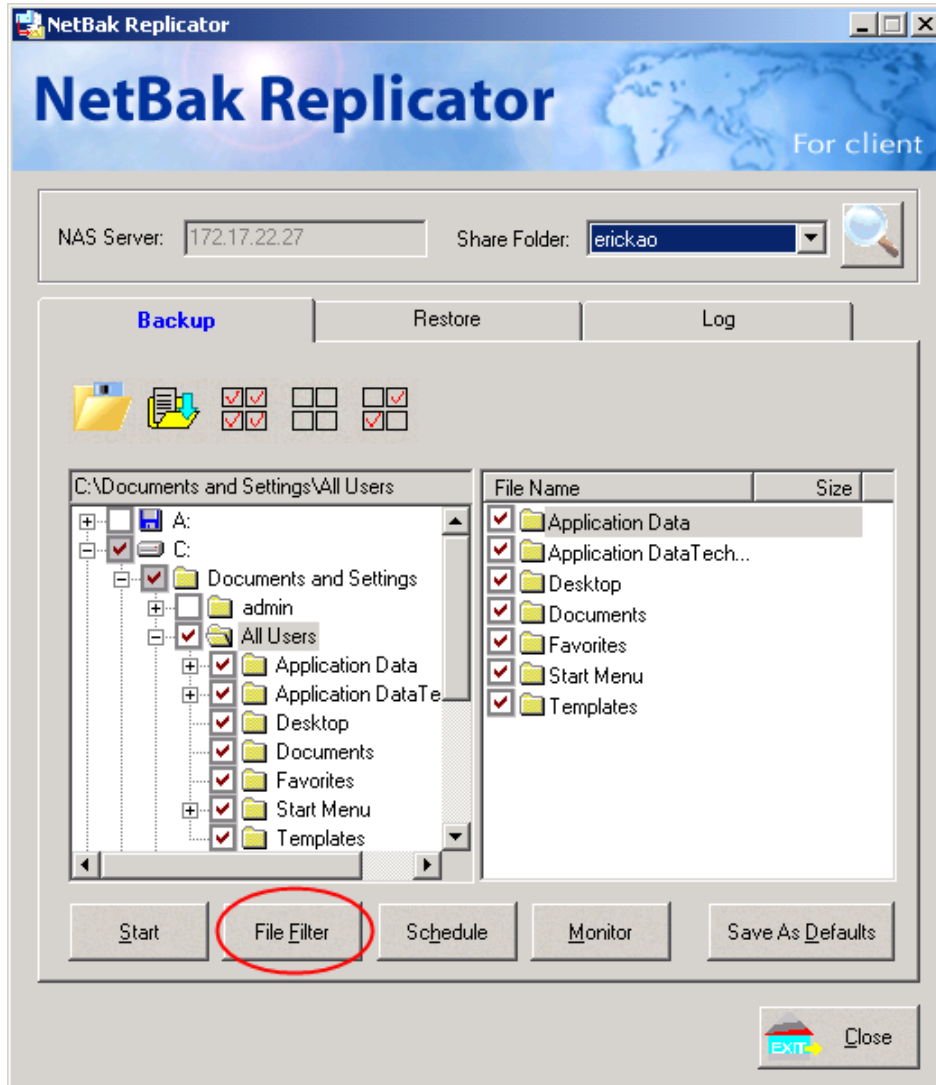 NetBak Replicator
NetBak Replicator
For client
NAS Server: 172.17.22.27 Share Folder: erickao
Backup Restore Log
C:\Documents and Settings\All Users
A:
C:
Documents and Settings
admin
All Users
Application Data
Application DataTe
Desktop
Documents
Favorites
Start Menu
Templates
File Name Size
Application Data
Application DataTech...
Desktop
Documents
Favorites
Start Menu
Templates
Start File Filter Schedule Monitor Save As Defaults
EXIT Close